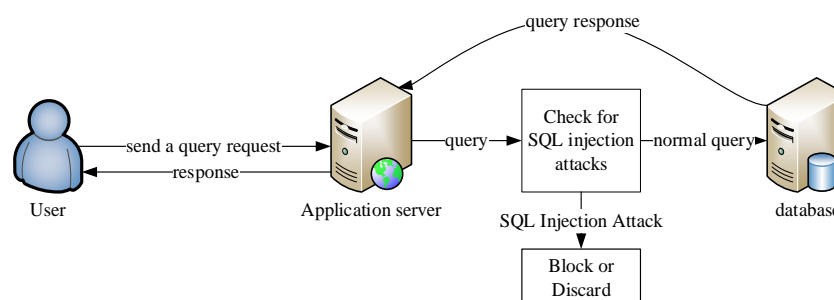 query response
Check for
SQL injection
attacks
send a query request
query
normal query
response
User
Application server
database
SQL Injection Attack
Block or
Discard